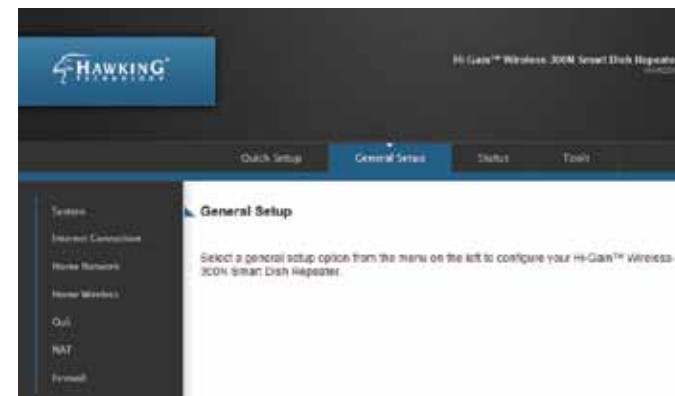 HAWKING
TECHNOLOGY
Hi-Gain™ Wireless-300N Smart Dish Repeater
Quick Setup
General Setup
Status
Tools
System
Internet Connection
Home Network
Home Wireless
QoS
NAT
Firewall
General Setup
Select a general setup option from the menu on the left to configure your Hi-Gain™ Wireless-
300N Smart Dish Repeater.